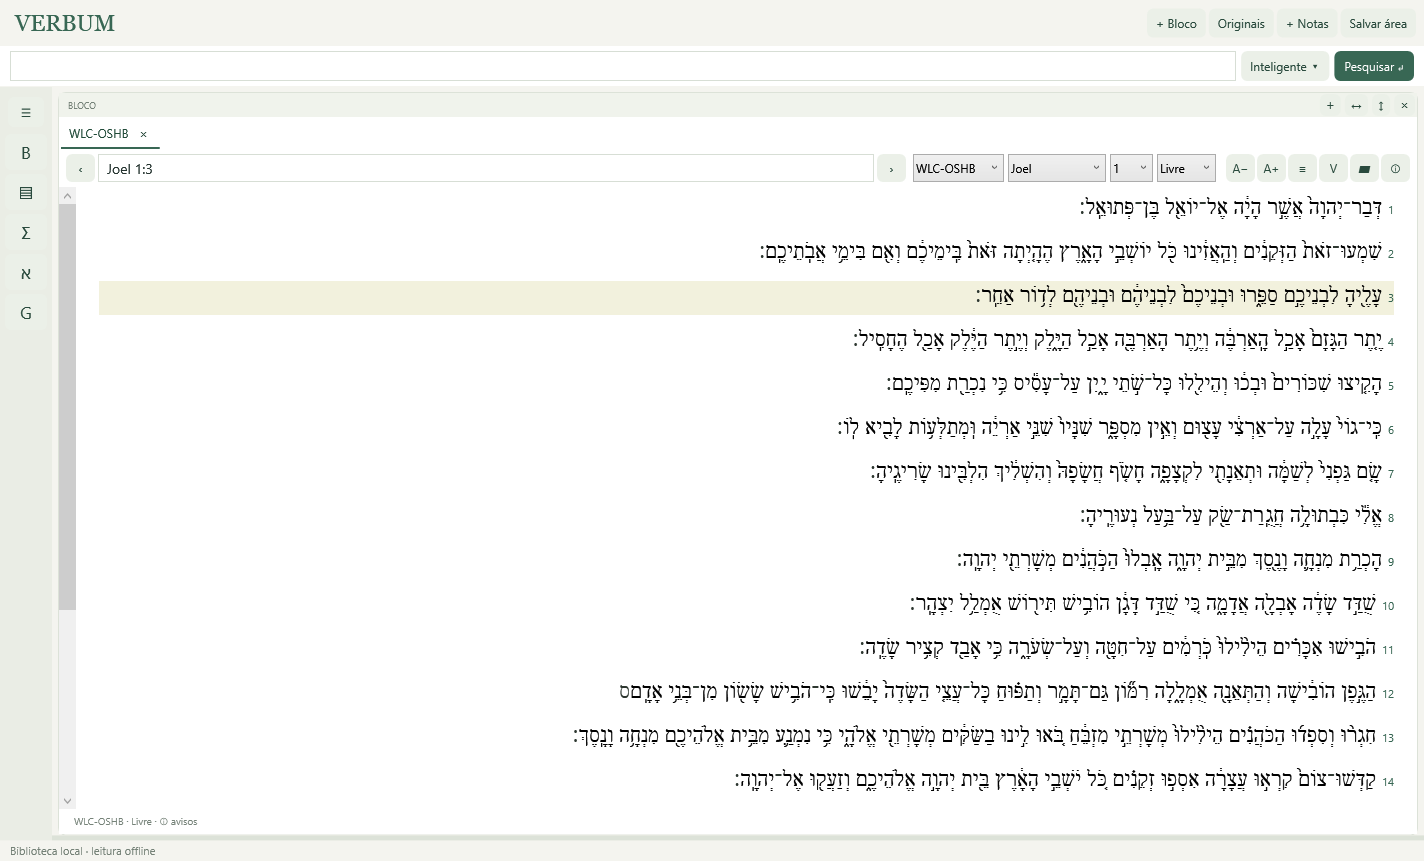 VERBUM
+ Bloco
Originais
+ Notas
Salvar área
Inteligente ▾
Pesquisar ↲
BLOCO
WLC-OSHB ×
Joel 1:3
WLC-OSHB
Joel
1
Livre
A−
A+
V
B
Σ
א
G
1 דְּבַר־יְהוָה֙ אֲשֶׁ֣ר הָיָ֔ה אֶל־יוֹאֵ֖ל בֶּן־פְּתוּאֵֽל׃
2 שִׁמְעוּ־זֹאת֙ הַזְּקֵנִ֔ים וְהַֽאֲזִ֔ינוּ כֹּ֖ל יוֹשְׁבֵ֣י הָאָ֑רֶץ הֶהָ֤יְתָה זֹּאת֙ בִּֽימֵיכֶ֔ם וְאִ֖ם בִּימֵ֥י אֲבֹֽתֵיכֶֽם׃
3 עָלֶ֖יהָ לִבְנֵיכֶ֣ם סַפֵּ֑רוּ וּבְנֵיכֶם֙ לִבְנֵיהֶ֔ם וּבְנֵיהֶ֖ם לְד֥וֹר אַחֵֽר׃
4 יֶ֤תֶר הַגָּזָם֙ אָכַ֣ל הָֽאַרְבֶּ֔ה וְיֶ֥תֶר הָאַרְבֶּ֖ה אָכַ֣ל הַיָּ֑לֶק וְיֶ֣תֶר הַיֶּ֔לֶק אָכַ֖ל הֶחָסִֽיל׃
5 הָקִ֤יצוּ שִׁכּוֹרִים֙ וּבְכ֔וּ וְהֵילִ֖לוּ כָּל־שֹׁ֣תֵי יָ֑יִן עַל־עָסִ֕יס כִּ֥י נִכְרַ֖ת מִפִּיכֶֽם׃
6 כִּֽי־גוֹי֙ עָלָ֣ה עַל־אַרְצִ֔י עָצ֖וּם וְאֵ֣ין מִסְפָּ֑ר שִׁנָּיו֙ שִׁנֵּ֣י אַרְיֵ֔ה וּֽמְתַלְּע֥וֹת לָבִ֖יא לֽוֹ׃
7 שָׂ֤ם גַּפְנִי֙ לְשַׁמָּ֔ה וּתְאֵנָתִ֖י לִקְצָפָ֑ה חָשֹׂ֤ף חֲשָׂפָהּ֙ וְהִשְׁלִ֔יךְ הִלְבִּ֖ינוּ שָׂרִיגֶֽיהָ׃
8 אֱלִ֕י כִּבְתוּלָ֥ה חֲגֻֽרַת־שַׂ֖ק עַל־בַּ֥עַל נְעוּרֶֽיהָ׃
9 הָכְרַ֥ת מִנְחָ֛ה וָנֶ֖סֶךְ מִבֵּ֣ית יְהוָ֑ה אָֽבְלוּ֙ הַכֹּ֣הֲנִ֔ים מְשָׁרְתֵ֖י יְהוָֽה׃
10 שֻׁדַּ֣ד שָׂדֶ֔ה אָבְלָ֖ה אֲדָמָ֑ה כִּ֚י שֻׁדַּ֣ד דָּגָ֔ן הוֹבִ֥ישׁ תִּיר֖וֹשׁ אֻמְלַ֥ל יִצְהָֽר׃
11 הֹבִ֣ישׁוּ אִכָּרִ֗ים הֵילִ֙ילוּ֙ כֹּֽרְמִ֔ים עַל־חִטָּ֖ה וְעַל־שְׂעֹרָ֑ה כִּ֥י אָבַ֖ד קְצִ֥יר שָׂדֶֽה׃
12 הַגֶּ֣פֶן הוֹבִ֔ישָׁה וְהַתְּאֵנָ֖ה אֻמְלָ֑לָה רִמּ֞וֹן גַּם־תָּמָ֣ר וְתַפּ֗וּחַ כָּל־עֲצֵ֤י הַשָּׂדֶה֙ יָבֵ֔שׁוּ כִּֽי־הֹבִ֥ישׁ שָׂשׂ֖וֹן מִן־בְּנֵ֥י אָדָֽםס
13 חִגְר֨וּ וְסִפְד֜וּ הַכֹּהֲנִ֗ים הֵילִ֙ילוּ֙ מְשָׁרְתֵ֣י מִזְבֵּ֔חַ בֹּ֚אוּ לִ֣ינוּ בַשַּׂקִּ֔ים מְשָׁרְתֵ֖י אֱלֹהָ֑י כִּ֥י נִמְנַ֛ע מִבֵּ֥ית אֱלֹהֵיכֶ֖ם מִנְחָ֥ה וָנָֽסֶךְ׃
14 קַדְּשׁוּ־צוֹם֙ קִרְא֣וּ עֲצָרָ֔ה אִסְפ֣וּ זְקֵנִ֗ים כֹּ֚ל יֹשְׁבֵ֣י הָאָ֔רֶץ בֵּ֖ית יְהוָ֣ה אֱלֹהֵיכֶ֑ם וְזַעֲק֖וּ אֶל־יְהוָֽה׃
WLC-OSHB · Livre · ⓘ avisos
Biblioteca local · leitura offline